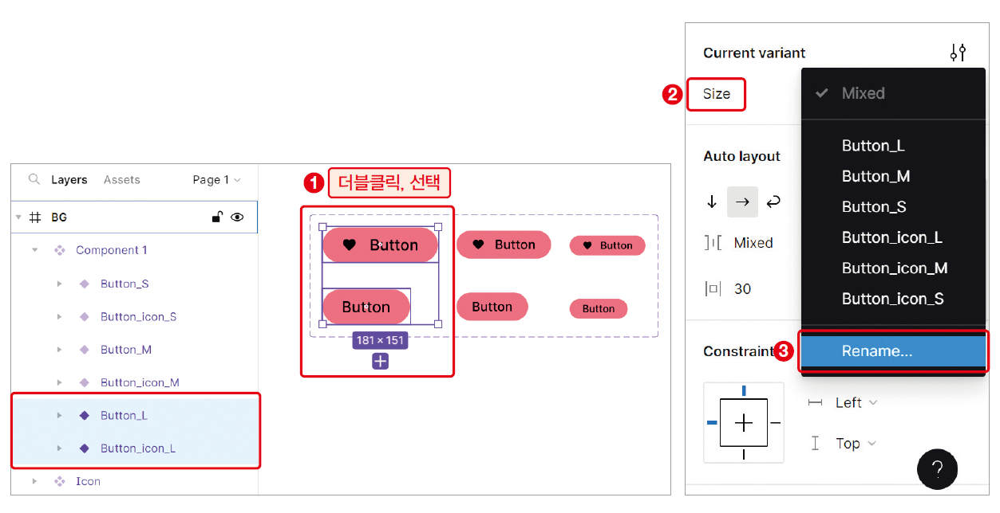 Layers Assets Page 1
BG
Component 1
Button_S
Button_icon_S
Button_M
Button_icon_M
Button_L
Button_icon_L
Icon
1 더블클릭, 선택
Button Button Button
Button Button Button
181 × 151
Current variant
2 Size
Mixed
Button_L
Button_M
Button_S
Button_icon_L
Button_icon_M
Button_icon_S
3 Rename...
Auto layout
Mixed
30
Constraint
Left
Top
?